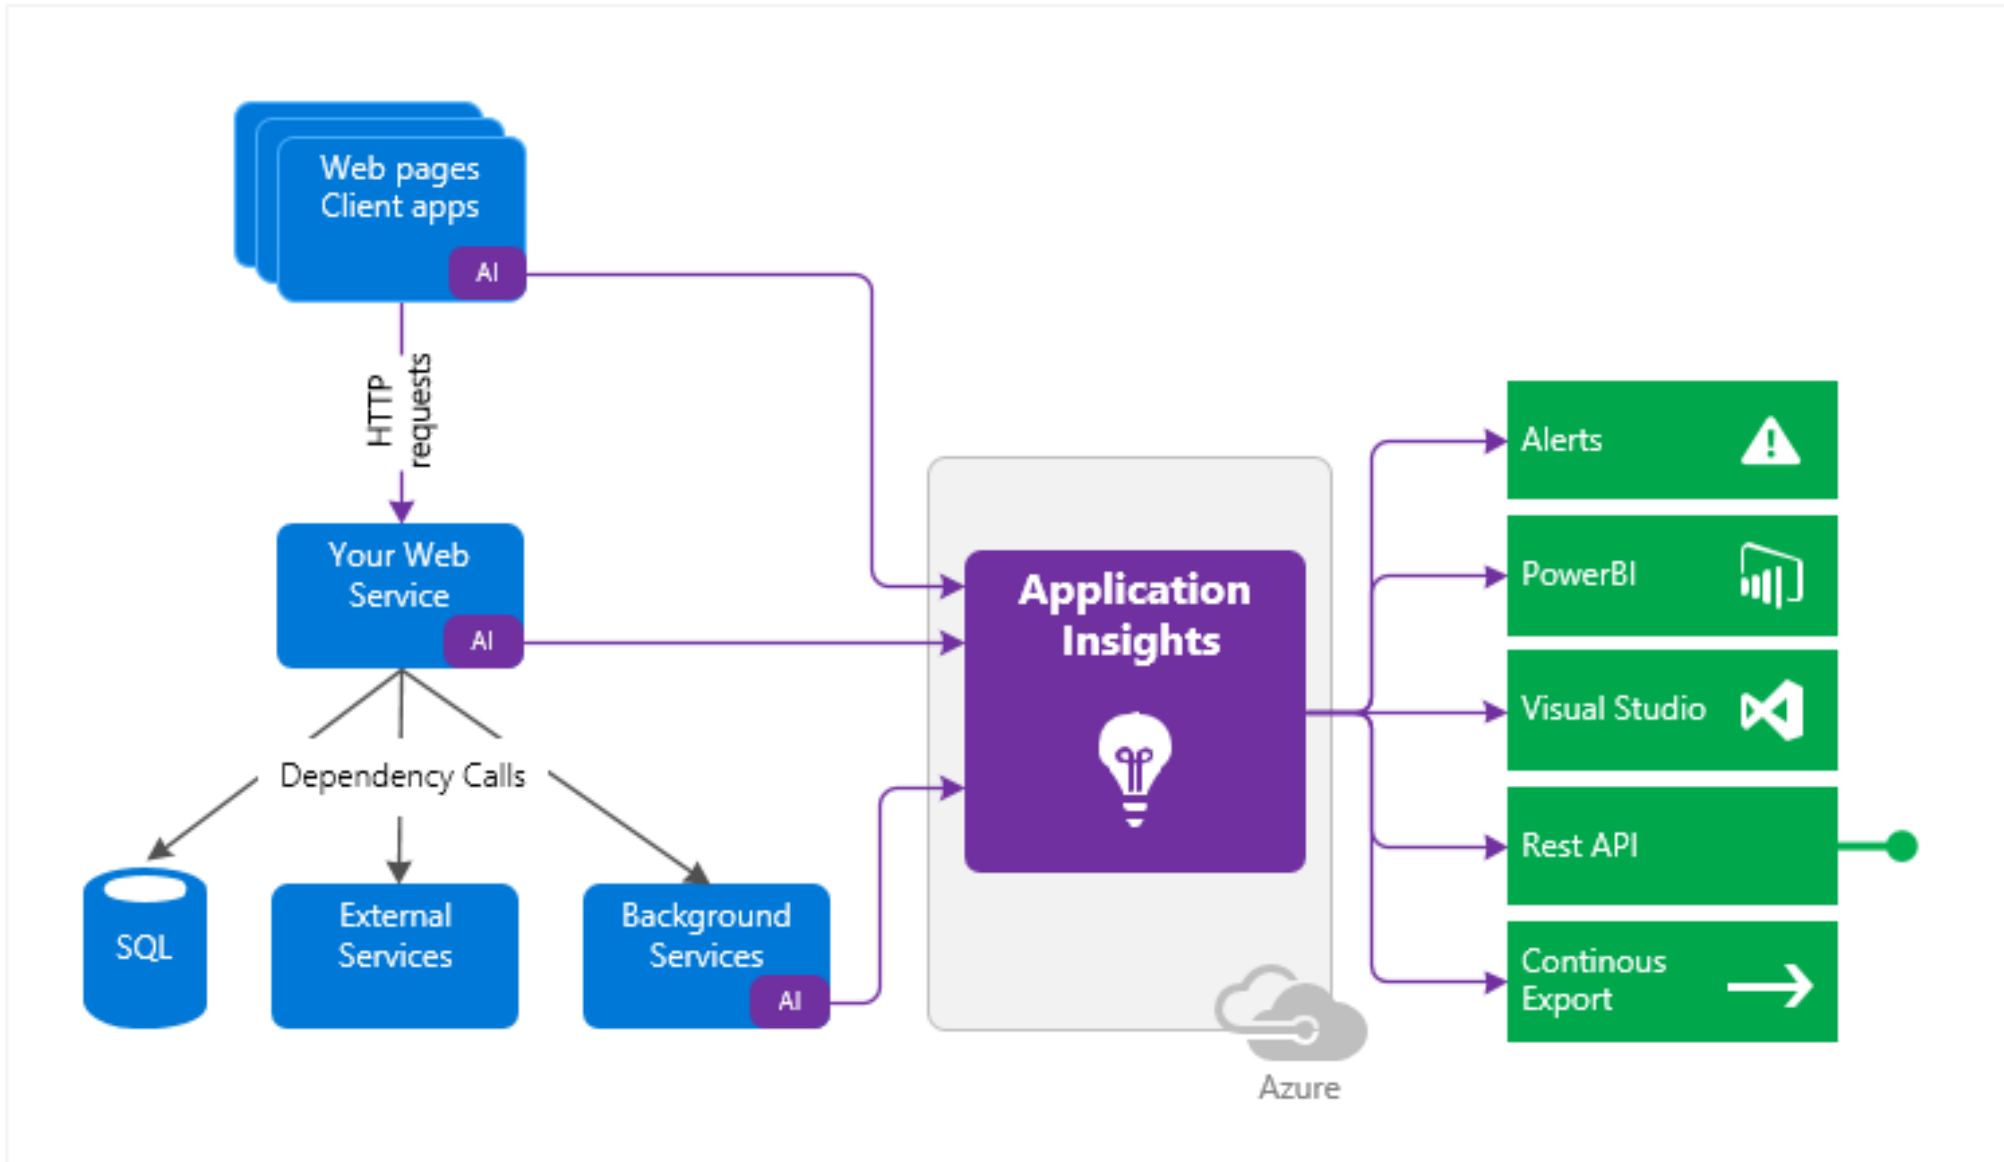 Web pages
Client apps
AI
HTTP
requests
Your Web
Service
AI
Dependency Calls
SQL
External
Services
Background
Services
AI
Application
Insights
Azure
Alerts
PowerBI
Visual Studio
Rest API
Continous
Export